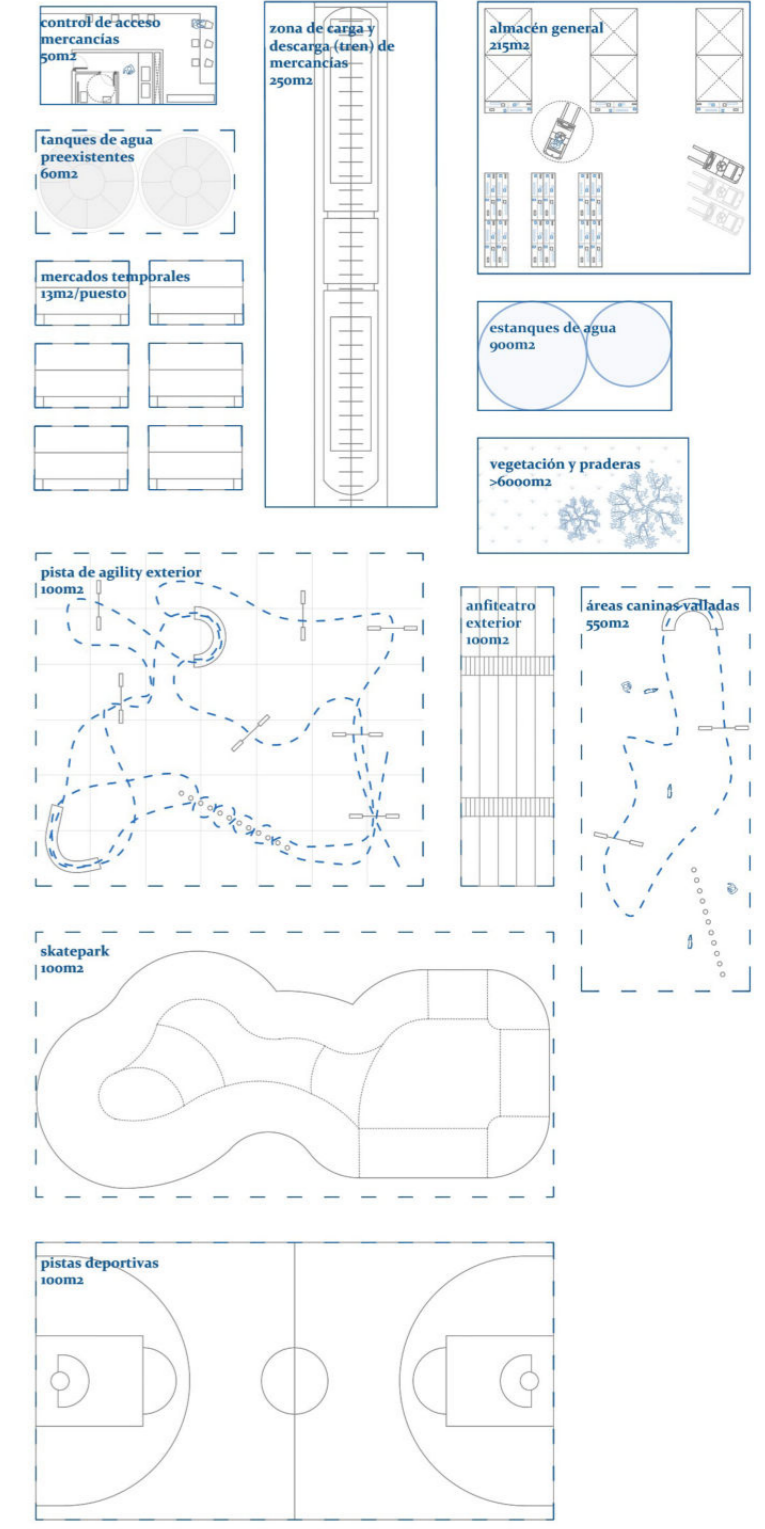 control de acceso
mercancías
50m2
zona de carga y
descarga (tren) de
mercancías
250m2
almacén general
215m2
tanques de agua
preexistentes
60m2
mercados temporales
13m2/puesto
estanques de agua
900m2
vegetación y praderas
>6000m2
pista de agility exterior
100m2
anfiteatro
exterior
100m2
áreas caninas valladas
550m2
skatepark
100m2
pistas deportivas
100m2